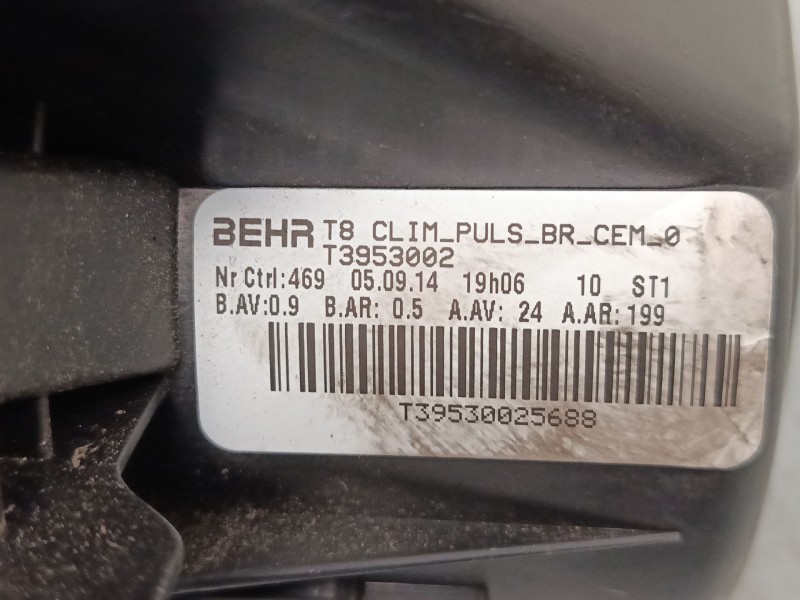 BEHR T8 CLIM_PULS_BR_CEM_0
T3953002
Nr Ctrl:469 05.09.14 19h06 10 ST1
B.AV:0.9 B.AR: 0.5 A.AV: 24 A.AR: 199
T39530025688